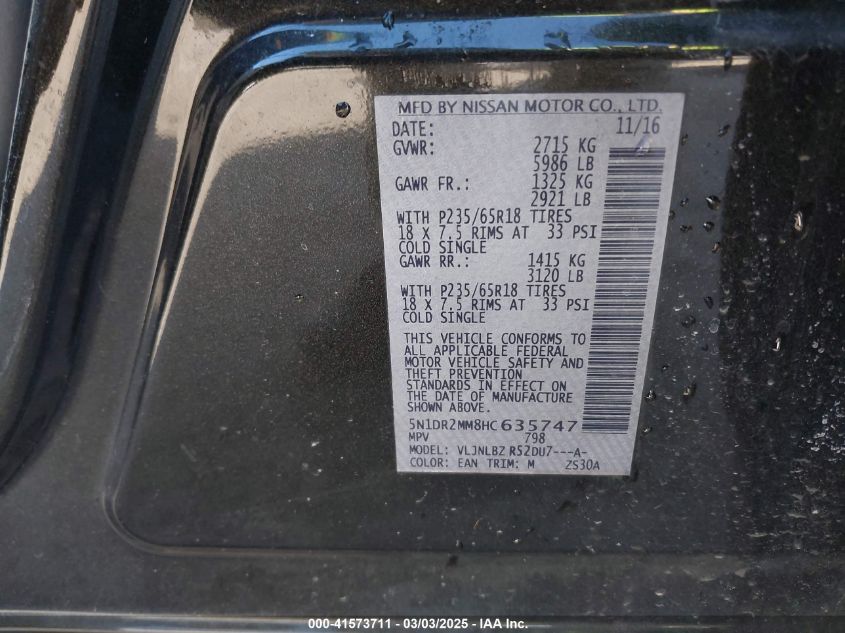 MFD BY NISSAN MOTOR CO., LTD.
DATE: 11/16
GVWR: 2715 KG
5986 LB
GAWR FR.: 1325 KG
2921 LB
WITH P235/65R18 TIRES
18 X 7.5 RIMS AT 33 PSI
COLD SINGLE
GAWR RR.: 1415 KG
3120 LB
WITH P235/65R18 TIRES
18 X 7.5 RIMS AT 33 PSI
COLD SINGLE
THIS VEHICLE CONFORMS TO
ALL APPLICABLE FEDERAL
MOTOR VEHICLE SAFETY AND
THEFT PREVENTION
STANDARDS IN EFFECT ON
THE DATE OF MANUFACTURE
SHOWN ABOVE.
5N1DR2MM8HC635747
MPV 798
MODEL: VLJNLBZ R52DU7---A-
COLOR: EAN TRIM: M ZS30A
000-41573711 - 03/03/2025 - IAA Inc.